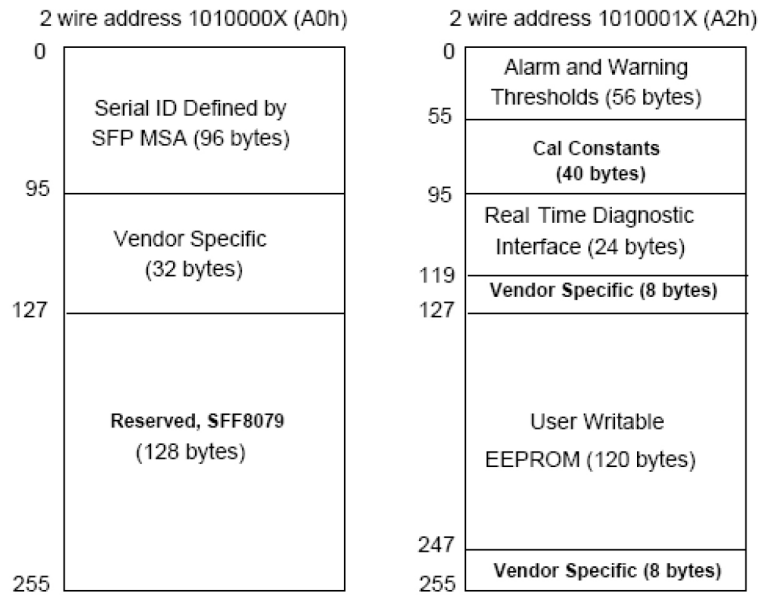 2 wire address 1010000X (A0h)
0
Serial ID Defined by
SFP MSA (96 bytes)
95
Vendor Specific
(32 bytes)
127
Reserved, SFF8079
(128 bytes)
255
2 wire address 1010001X (A2h)
0
Alarm and Warning
Thresholds (56 bytes)
55
Cal Constants
(40 bytes)
95
Real Time Diagnostic
Interface (24 bytes)
119
Vendor Specific (8 bytes)
127
User Writable
EEPROM (120 bytes)
247
Vendor Specific (8 bytes)
255